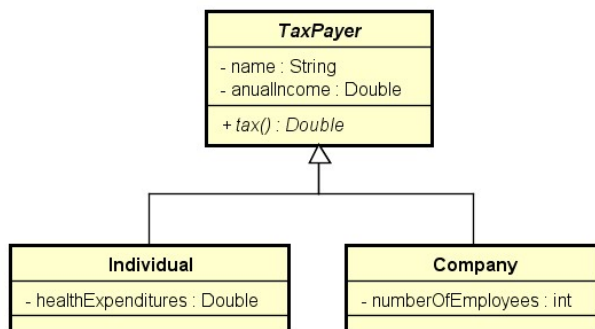 TaxPayer
- name : String
- anualIncome : Double
+ tax() : Double
Individual
- healthExpenditures : Double
Company
- numberOfEmployees : int